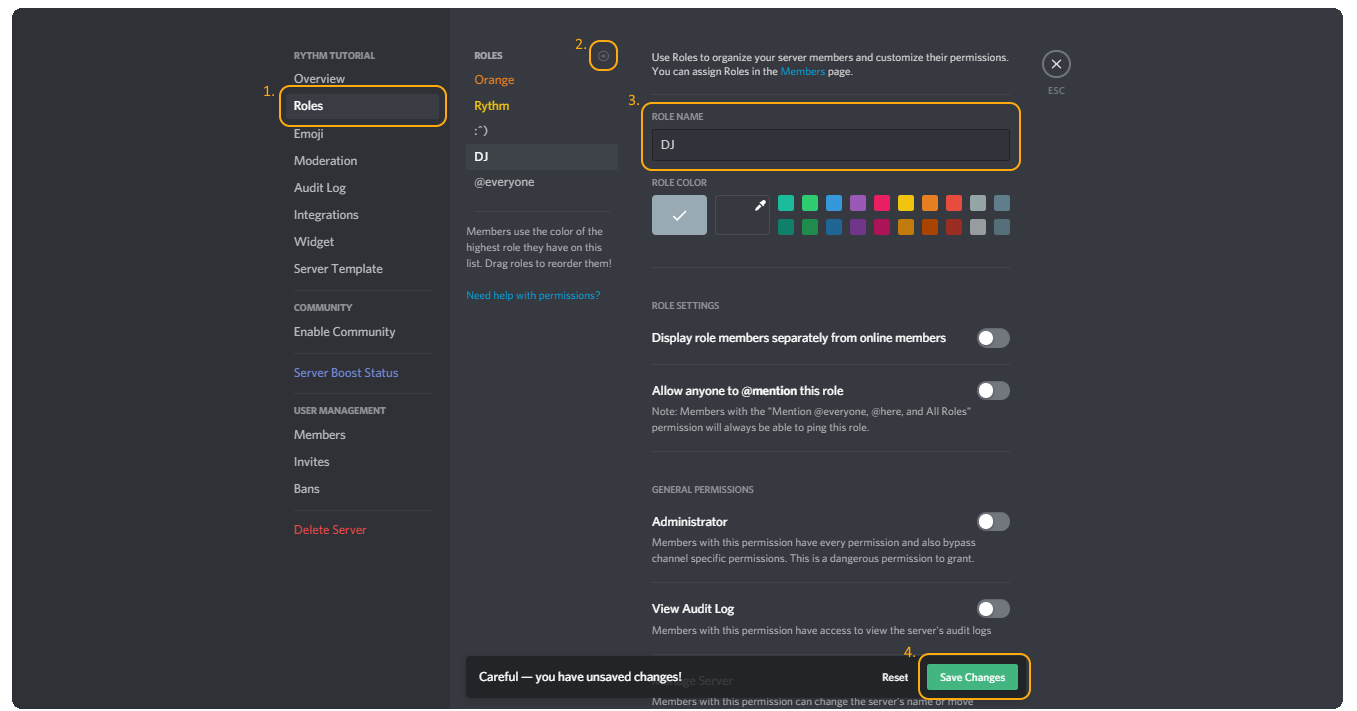 RYTHM TUTORIAL
Overview
1.
Roles
Emoji
Moderation
Audit Log
Integrations
Widget
Server Template
COMMUNITY
Enable Community
Server Boost Status
USER MANAGEMENT
Members
Invites
Bans
Delete Server
ROLES
2.
Orange
Rythm
:^)
DJ
@everyone
Members use the color of the
highest role they have on this
list. Drag roles to reorder them!
Need help with permissions?
Use Roles to organize your server members and customize their permissions.
You can assign Roles in the Members page.
ESC
3.
ROLE NAME
DJ
ROLE COLOR
ROLE SETTINGS
Display role members separately from online members
Allow anyone to @mention this role
Note: Members with the "Mention @everyone, @here, and All Roles"
permission will always be able to ping this role.
GENERAL PERMISSIONS
Administrator
Members with this permission have every permission and also bypass
channel specific permissions. This is a dangerous permission to grant.
View Audit Log
Members with this permission have access to view the server's audit logs
4.
Careful — you have unsaved changes!
Server
Reset
Save Changes
Members with this permission can change the server's name or move